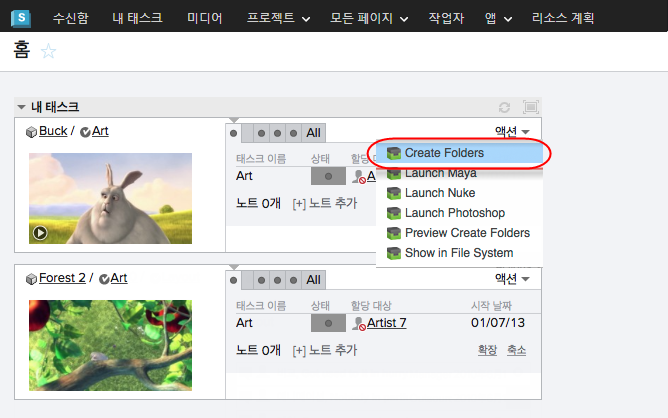 S 수신함 내 태스크 미디어 프로젝트 모든 페이지 작업자 앱 리소스 계획
홈
내 태스크
Buck / Art
All
액션
Create Folders
Launch Maya
Launch Nuke
Launch Photoshop
Preview Create Folders
Show in File System
태스크 이름 상태 할당 대
Art A
노트 0개 [+] 노트 추가
Forest 2 / Art
All
액션
태스크 이름 상태 할당 대상 시작 날짜
Art Artist 7 01/07/13
노트 0개 [+] 노트 추가 확장 축소